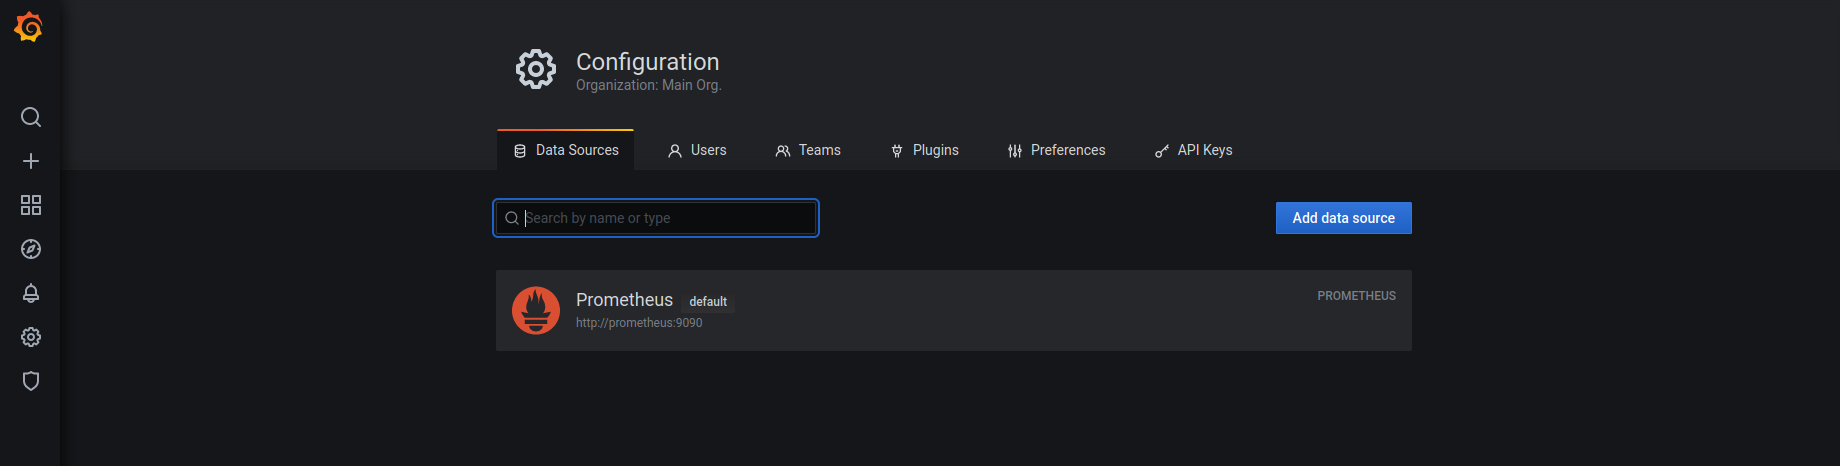 Configuration
Organization: Main Org.
Data Sources Users Teams Plugins Preferences API Keys
Search by name or type
Add data source
Prometheus default
PROMETHEUS
http://prometheus:9090